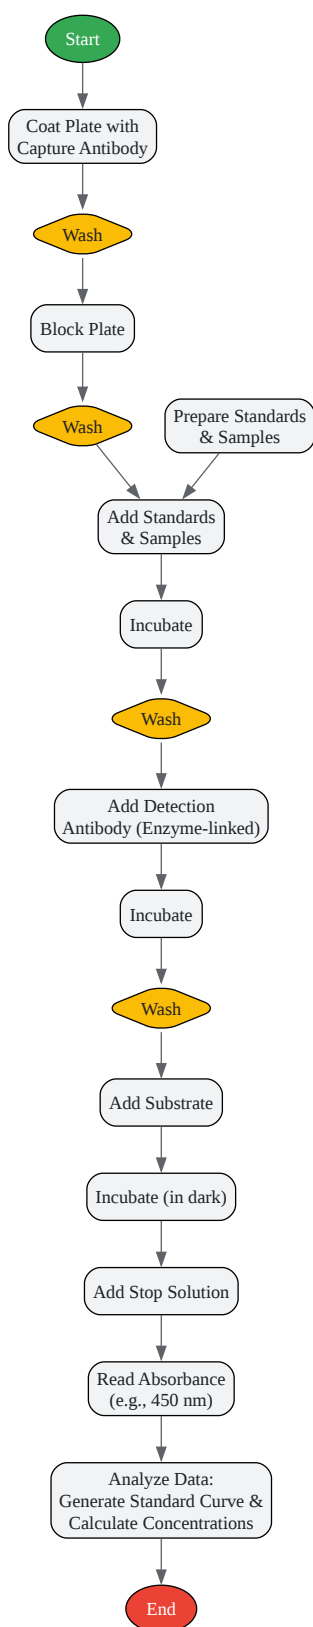 Start
Coat Plate with
Capture Antibody
Wash
Block Plate
Wash
Prepare Standards
& Samples
Add Standards
& Samples
Incubate
Wash
Add Detection
Antibody (Enzyme-linked)
Incubate
Wash
Add Substrate
Incubate (in dark)
Add Stop Solution
Read Absorbance
(e.g., 450 nm)
Analyze Data:
Generate Standard Curve &
Calculate Concentrations
End